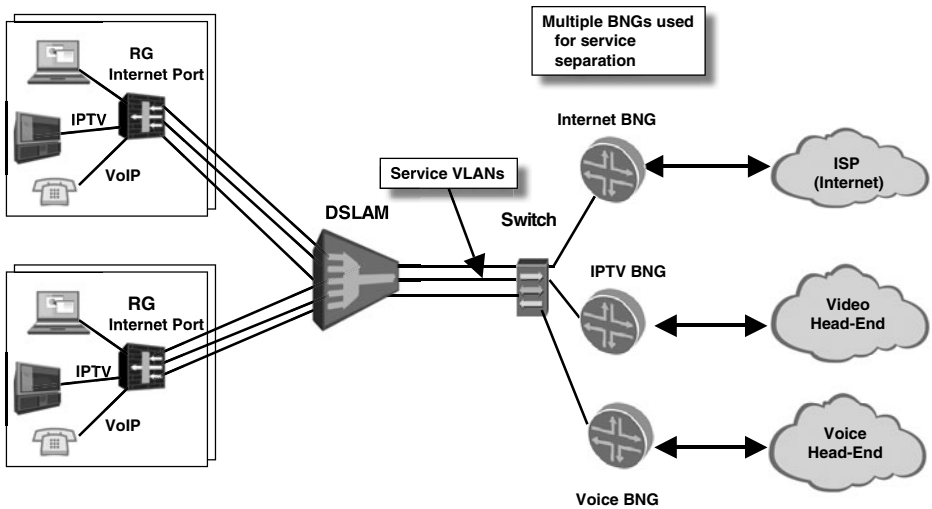 Multiple BNGs used
for service
separation
RG
Internet Port
IPTV
VoIP
Internet BNG
ISP
(Internet)
Service VLANs
DSLAM
Switch
RG
Internet Port
IPTV
VoIP
IPTV BNG
Video
Head-End
Voice
Head-End
Voice BNG